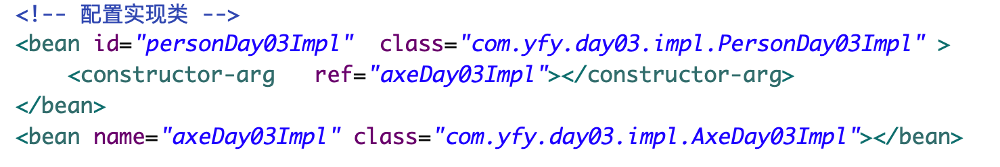 <!-- 配置实现类 -->
<bean id="personDay03Impl"  class="com.yfy.day03.impl.PersonDay03Impl" >
    <constructor-arg   ref="axeDay03Impl"></constructor-arg>
</bean>
<bean name="axeDay03Impl" class="com.yfy.day03.impl.AxeDay03Impl"></bean>